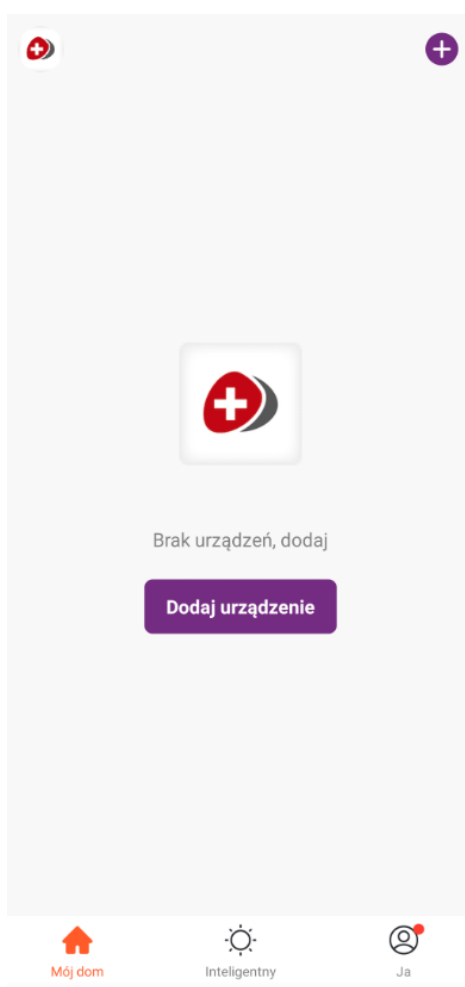 Brak urządzeń, dodaj
Dodaj urządzenie
Mój dom
Inteligentny
Ja